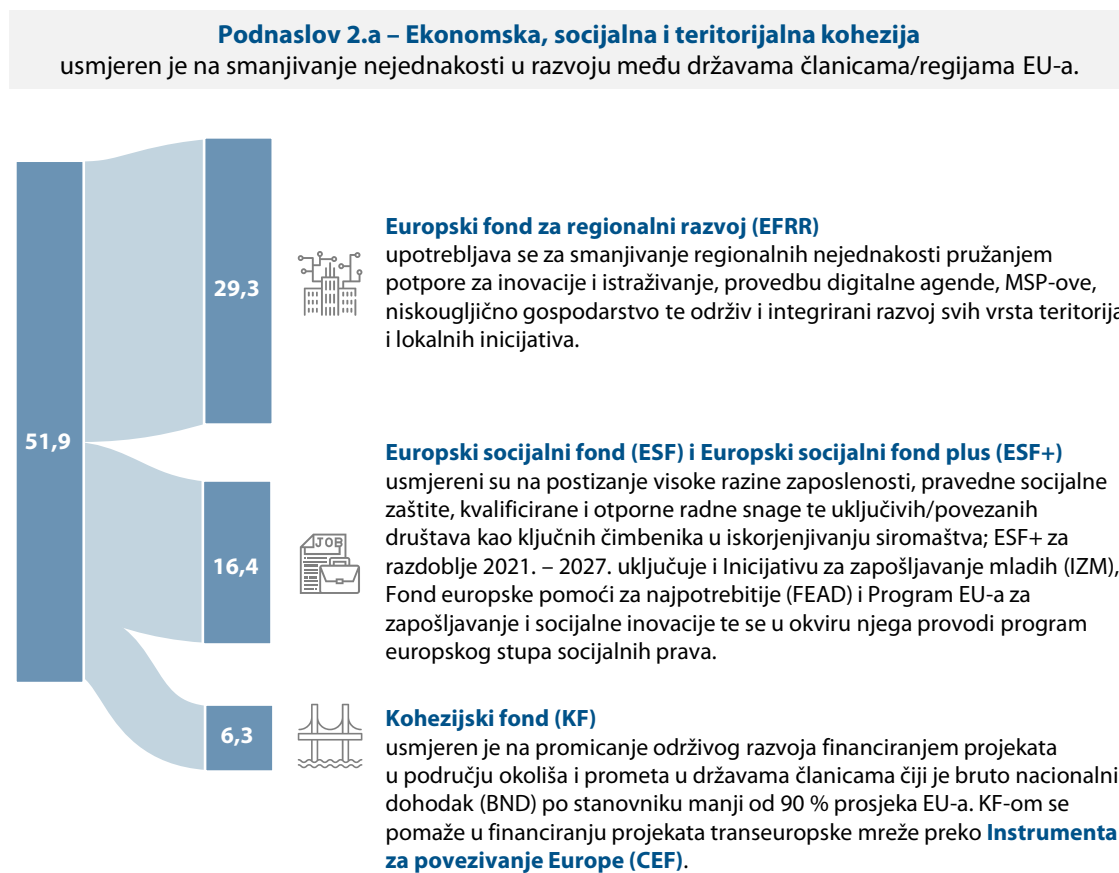 Podnaslov 2.a – Ekonomska, socijalna i teritorijalna kohezija
usmjeren je na smanjivanje nejednakosti u razvoju među državama članicama/regijama EU-a.
51,9
29,3
Europski fond za regionalni razvoj (EFRR)
upotrebljava se za smanjivanje regionalnih nejednakosti pružanjem
potpore za inovacije i istraživanje, provedbu digitalne agende, MSP-ove,
niskougljično gospodarstvo te održiv i integrirani razvoj svih vrsta teritorija
i lokalnih inicijativa.
16,4
JOB
Europski socijalni fond (ESF) i Europski socijalni fond plus (ESF+)
usmjereni su na postizanje visoke razine zaposlenosti, pravedne socijalne
zaštite, kvalificirane i otporne radne snage te uključivih/povezanih
društava kao ključnih čimbenika u iskorjenjivanju siromaštva; ESF+ za
razdoblje 2021. – 2027. uključuje i Inicijativu za zapošljavanje mladih (IZM),
Fond europske pomoći za najpotrebitije (FEAD) i Program EU-a za
zapošljavanje i socijalne inovacije te se u okviru njega provodi program
europskog stupa socijalnih prava.
6,3
Kohezijski fond (KF)
usmjeren je na promicanje održivog razvoja financiranjem projekata
u području okoliša i prometa u državama članicama čiji je bruto nacionalni
dohodak (BND) po stanovniku manji od 90 % prosjeka EU-a. KF-om se
pomaže u financiranju projekata transeuropske mreže preko Instrumenta
za povezivanje Europe (CEF).